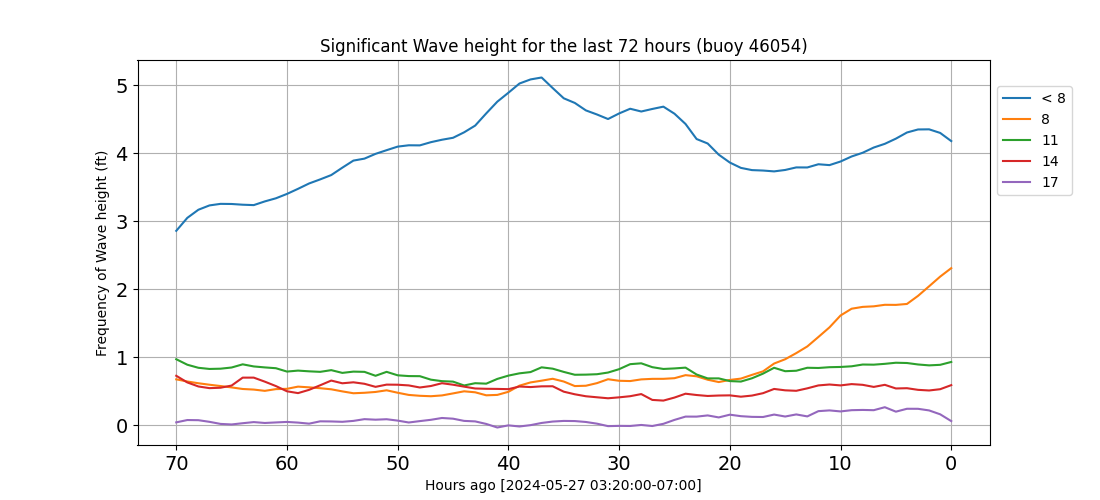 Significant Wave height for the last 72 hours (buoy 46054)
Frequency of Wave height (ft)
5
4
3
2
1
0
70 60 50 40 30 20 10 0
Hours ago [2024-05-27 03:20:00-07:00]
< 8
8
11
14
17